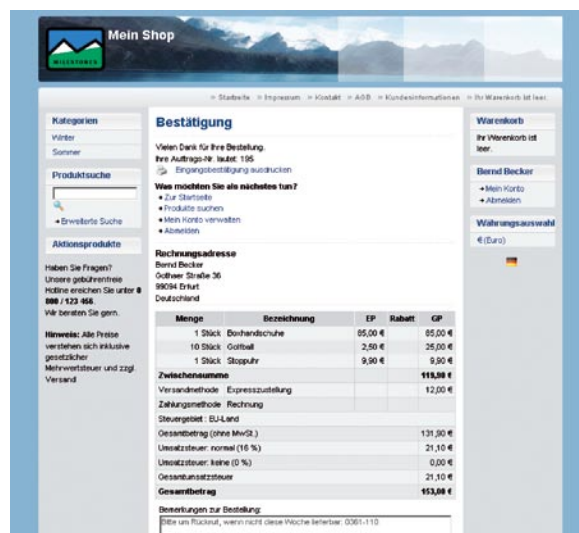 Mein Shop
MILESTONES
» Startseite » Impressum » Kontakt » AGB » Kundeninformationen » Ihr Warenkorb ist leer.
Kategorien
Winter
Sommer
Produktsuche
Erweiterte Suche
Aktionsprodukte
Haben Sie Fragen?
Unsere gebührenfreie
Hotline ereichen Sie unter 0
800 / 123 456.
Wir beraten Sie gern.
Hinweis: Alle Preise
verstehen sich inklusive
gesetzlicher
Mehrwertsteuer und zzgl.
Versand
Bestätigung
Vielen Dank für Ihre Bestellung.
Ihre Auftrags-Nr. lautet: 195
Eingangsbestätigung ausdrucken
Was möchten Sie als nächstes tun?
Zur Startseite
Produkte suchen
Mein Konto verwalten
Abmelden
Rechnungsadresse
Bernd Becker
Gothaer Straße 36
99094 Erfurt
Deutschland
Menge Bezeichnung EP Rabatt GP
1 Stück Boxhandschuhe 85,00 € 85,00 €
10 Stück Golfball 2,50 € 25,00 €
1 Stück Stoppuhr 9,90 € 9,90 €
Zwischensumme 119,90 €
Versandmethode Expresszustellung 12,00 €
Zahlungsmethode Rechnung
Steuergebiet : EU-Land
Gesamtbetrag (ohne MwSt.) 131,90 €
Umsatzsteuer: normal (16 %) 21,10 €
Umsatzsteuer: keine (0 %) 0,00 €
Gesamtumsatzsteuer 21,10 €
Gesamtbetrag 153,00 €
Bemerkungen zur Bestellung:
Bitte um Rückruf, wenn nicht diese Woche lieferbar: 0361-110
Warenkorb
Ihr Warenkorb ist
leer.
Bernd Becker
Mein Konto
Abmelden
Währungsauswahl
€ (Euro)